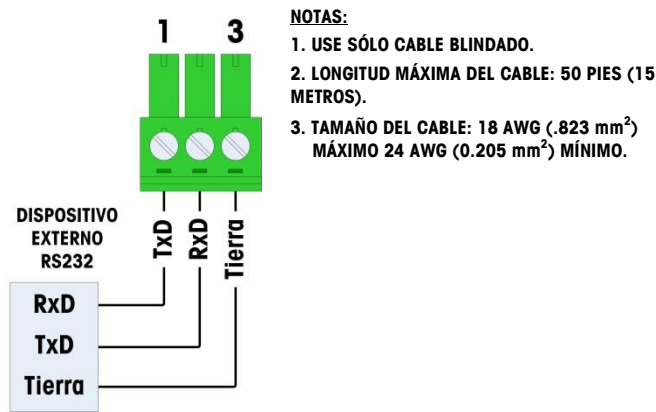 1 3
TxD
RxD
Tierra
DISPOSITIVO
EXTERNO
RS232
RxD
TxD
Tierra
NOTAS:
1. USE SÓLO CABLE BLINDADO.
2. LONGITUD MÁXIMA DEL CABLE: 50 PIES (15
METROS).
3. TAMAÑO DEL CABLE: 18 AWG (.823 mm²)
MÁXIMO 24 AWG (0.205 mm²) MÍNIMO.